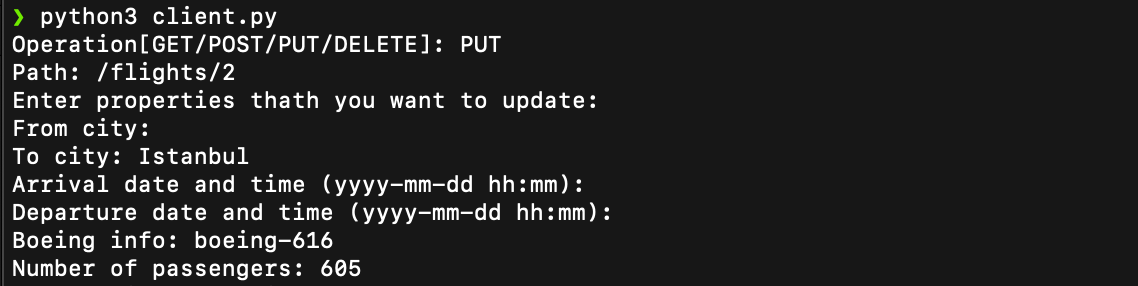 ❯ python3 client.py
Operation[GET/POST/PUT/DELETE]: PUT
Path: /flights/2
Enter properties thath you want to update:
From city:
To city: Istanbul
Arrival date and time (yyyy-mm-dd hh:mm):
Departure date and time (yyyy-mm-dd hh:mm):
Boeing info: boeing-616
Number of passengers: 605